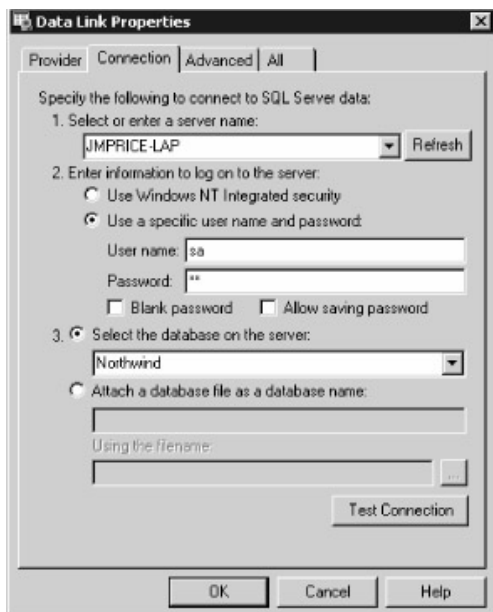 Data Link Properties
Provider Connection Advanced All
Specify the following to connect to SQL Server data:
1. Select or enter a server name:
JMPRICE-LAP Refresh
2. Enter information to log on to the server:
Use Windows NT Integrated security
Use a specific user name and password:
User name: sa
Password: **
Blank password Allow saving password
3. Select the database on the server:
Northwind
Attach a database file as a database name:
Using the filename:
...
Test Connection
OK Cancel Help